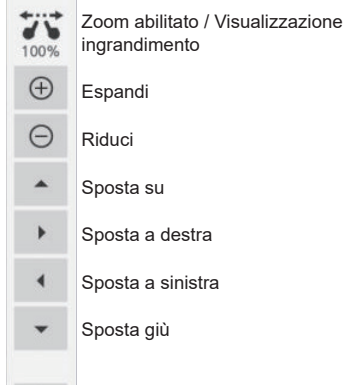 Zoom abilitato / Visualizzazione
ingrandimento
100%
Espandi
Riduci
Sposta su
Sposta a destra
Sposta a sinistra
Sposta giù